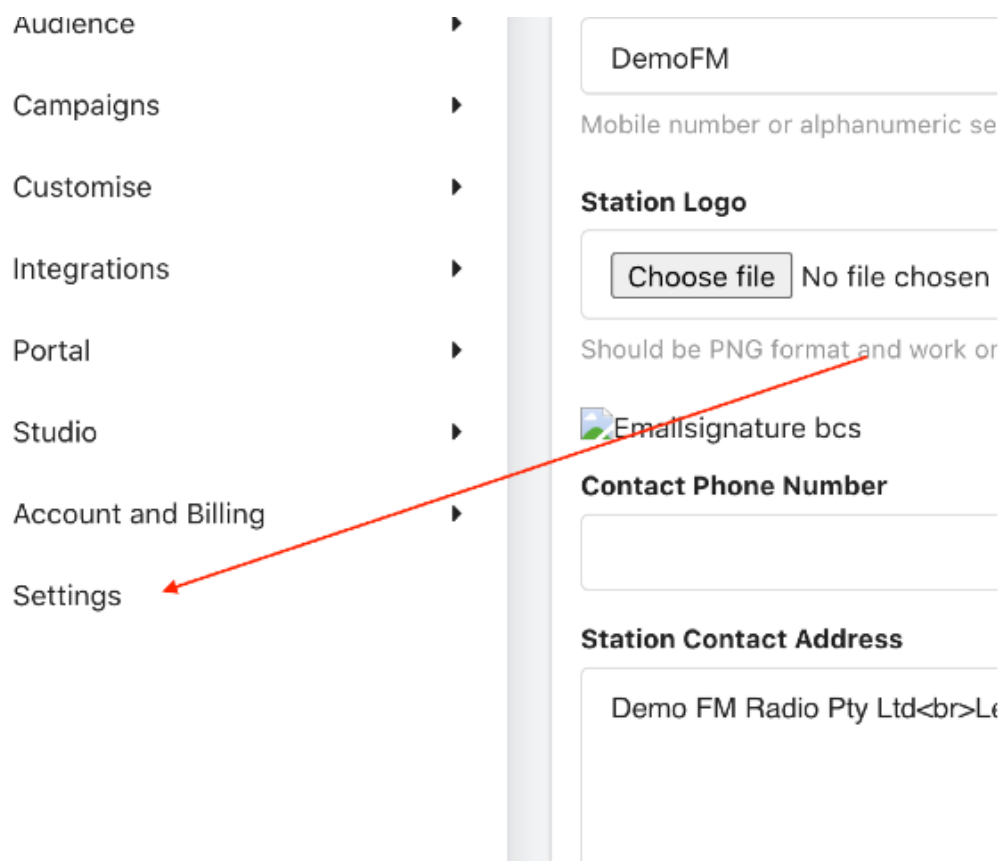 Audience
Campaigns
Customise
Integrations
Portal
Studio
Account and Billing
Settings
DemoFM
Mobile number or alphanumeric se
Station Logo
Choose file No file chosen
Should be PNG format and work on
Emailsignature bcs
Contact Phone Number
Station Contact Address
Demo FM Radio Pty Ltd<br>Le